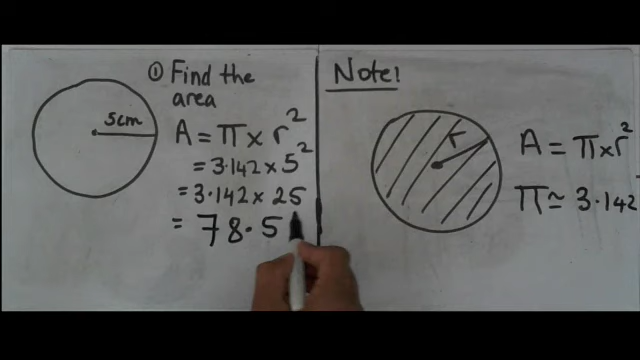 ① Find the
area
5cm
A = π × r²
= 3·142 × 5²
= 3·142 × 25
= 78·5
Note!
r
A = π×r²
π ≃ 3·142